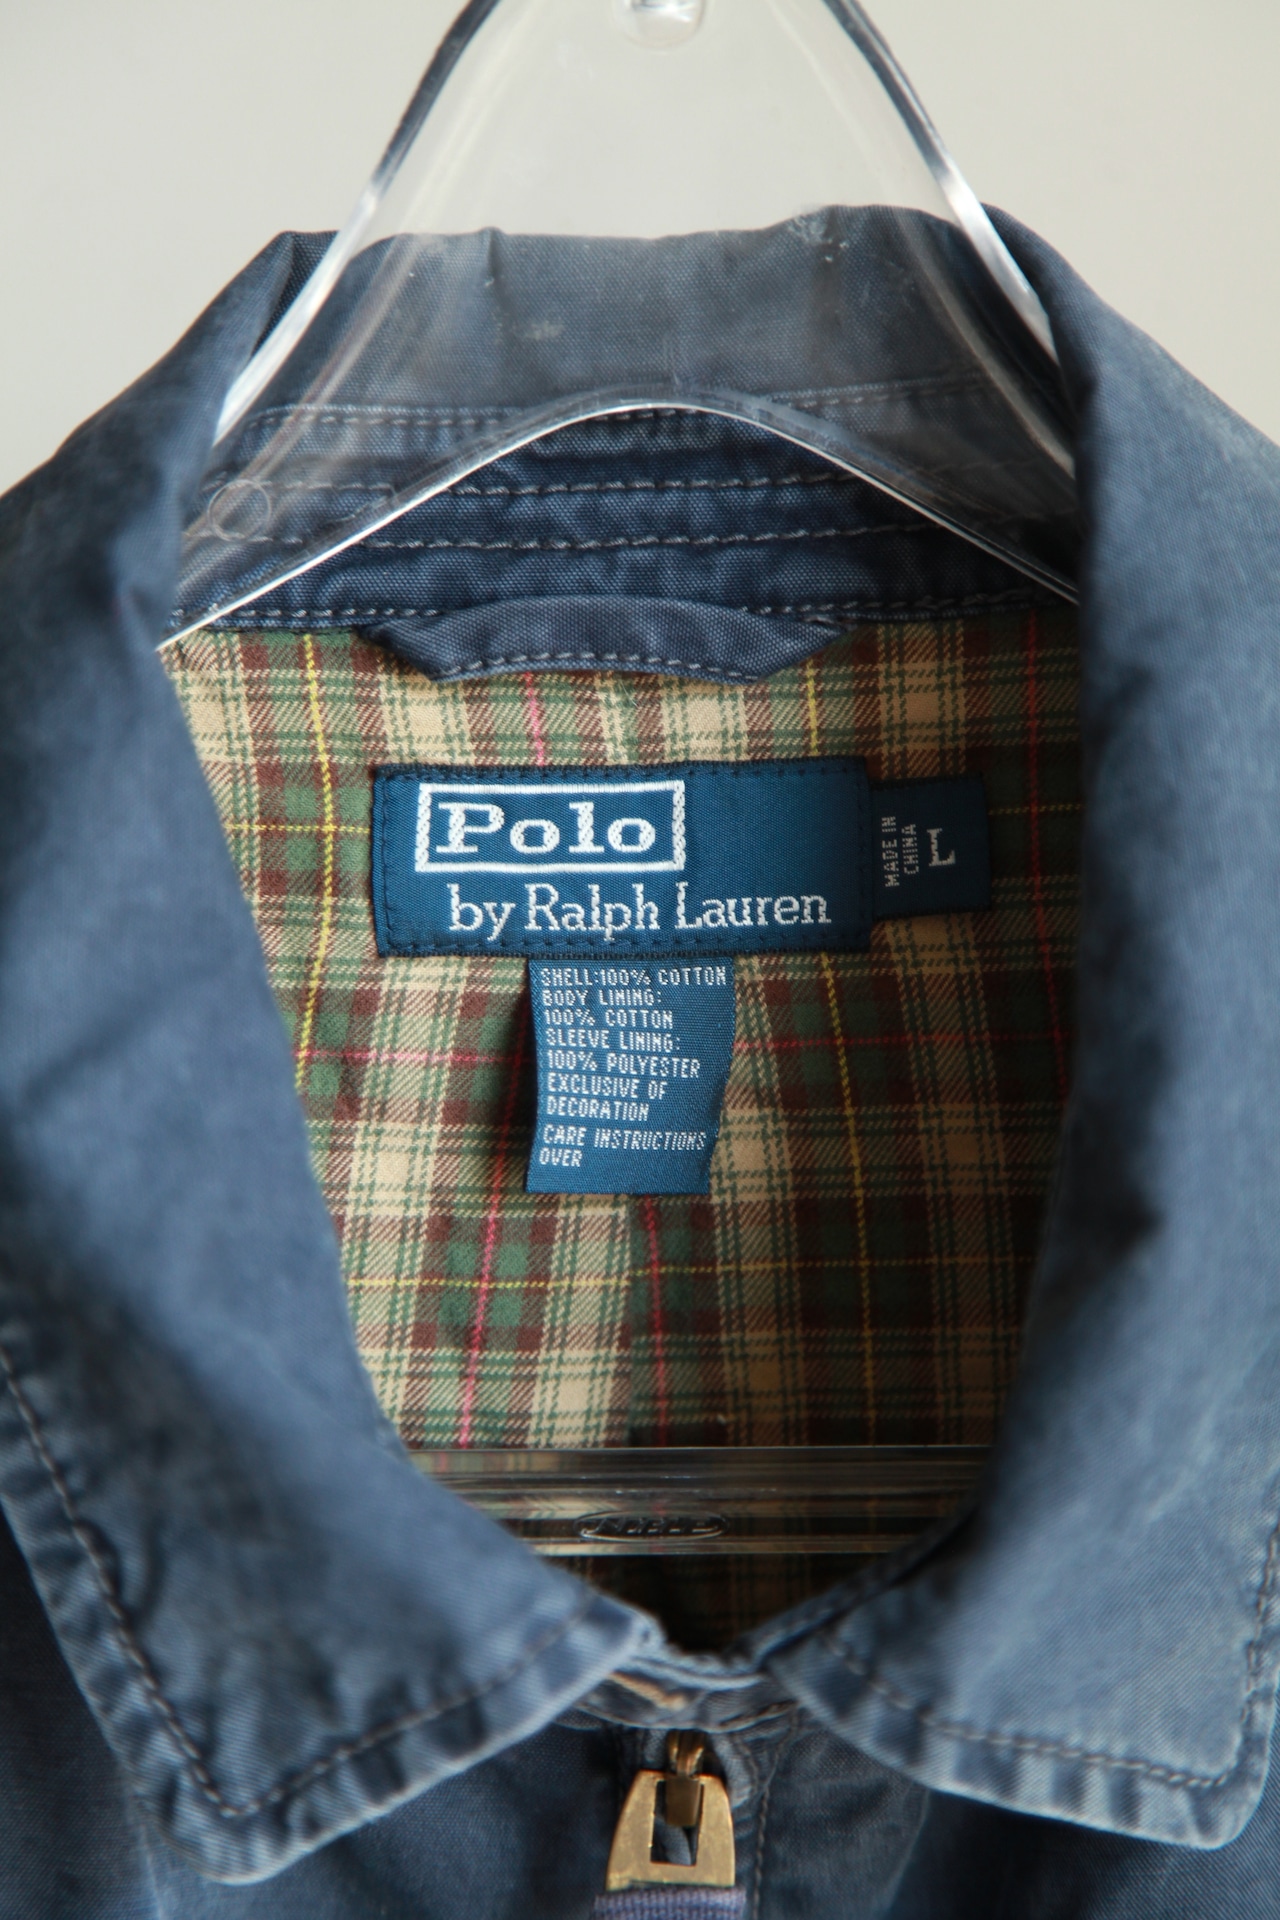 Polo
by Ralph Lauren
MADE IN
CHINA
L
SHELL:100% COTTON
BODY LINING:
100% COTTON
SLEEVE LINING:
100% POLYESTER
EXCLUSIVE OF
DECORATION
CARE INSTRUCTIONS
OVER